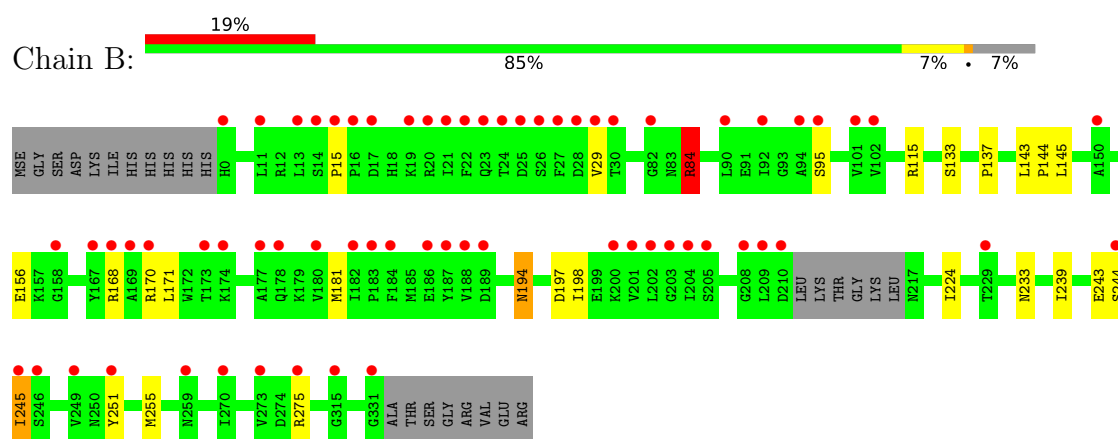 19%
Chain B:
85% 7% • 7%
MSE GLY SER ASP LYS ILE HIS HIS HIS HIS HIS HIS H0 L11 R12 L13 S14 P15 P16 D17 H18 K19 R20 I21 F22 Q23 T24 D25 S26 F27 D28 V29 T30 G82 N83 R84 L90 E91 I92 G93 A94 S95 V101 V102 R115 S133 P137 L143 P144 L145 A150
E156 K157 G158 Y167 R168 A169 R170 L171 W172 T173 K174 A177 Q178 K179 V180 M181 I182 P183 F184 M185 E186 Y187 V188 D189 N194 D197 I198 E199 K200 V201 L202 G203 I204 S205 G208 L209 D210 LEU LYS THR GLY LYS LEU N217 I224 T229 N233 I239 E243 S244
I245 S246 V249 N250 Y251 M255 N259 I270 V273 D274 R275 G315 G331 ALA THR SER GLY ARG VAL GLU ARG